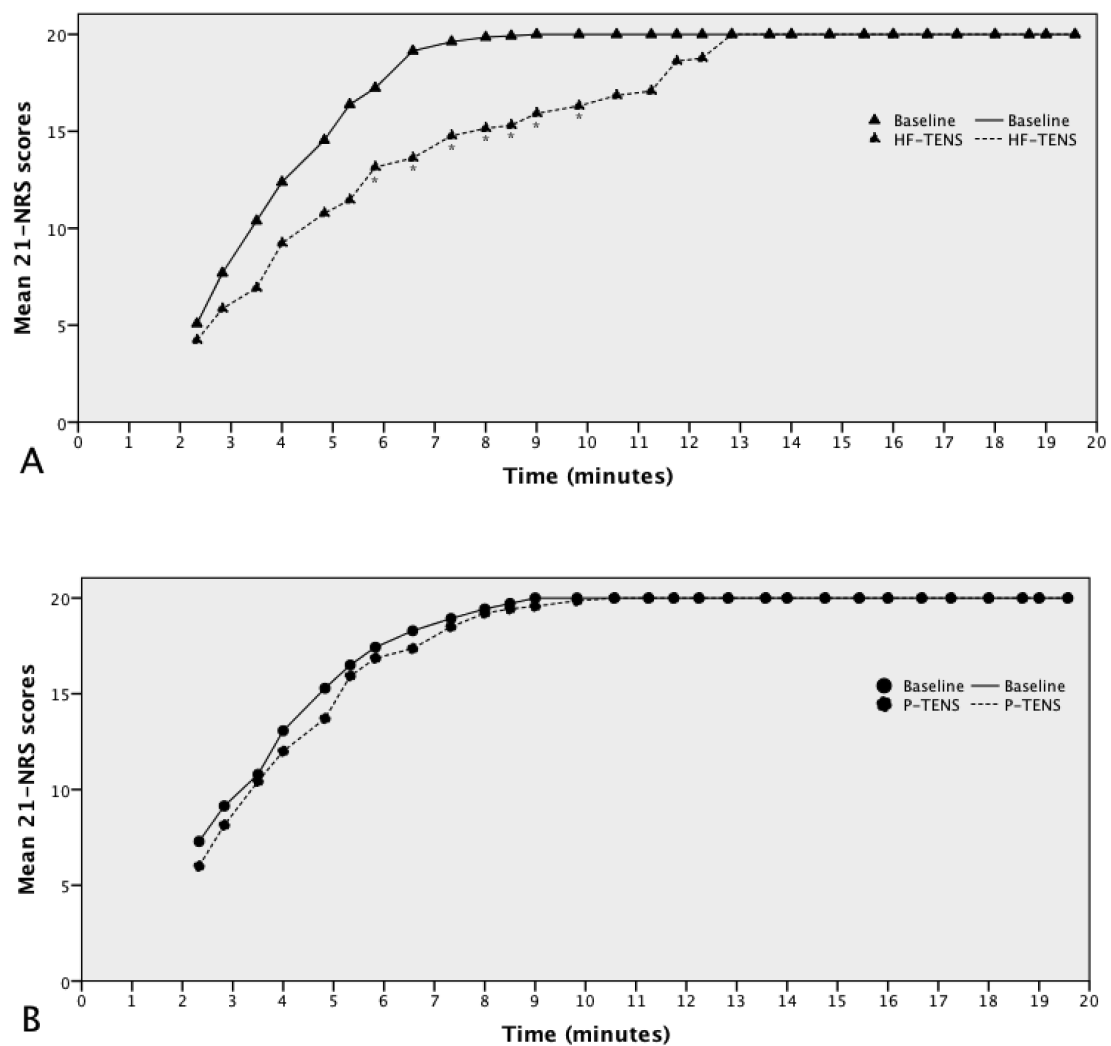 20
15
10
5
0
Mean 21–NRS scores
Baseline Baseline
HF–TENS HF–TENS
0 1 2 3 4 5 6 7 8 9 10 11 12 13 14 15 16 17 18 19 20
A
Time (minutes)
* * * * * * *
20
15
10
5
0
Mean 21–NRS scores
Baseline Baseline
P–TENS P–TENS
0 1 2 3 4 5 6 7 8 9 10 11 12 13 14 15 16 17 18 19 20
B
Time (minutes)